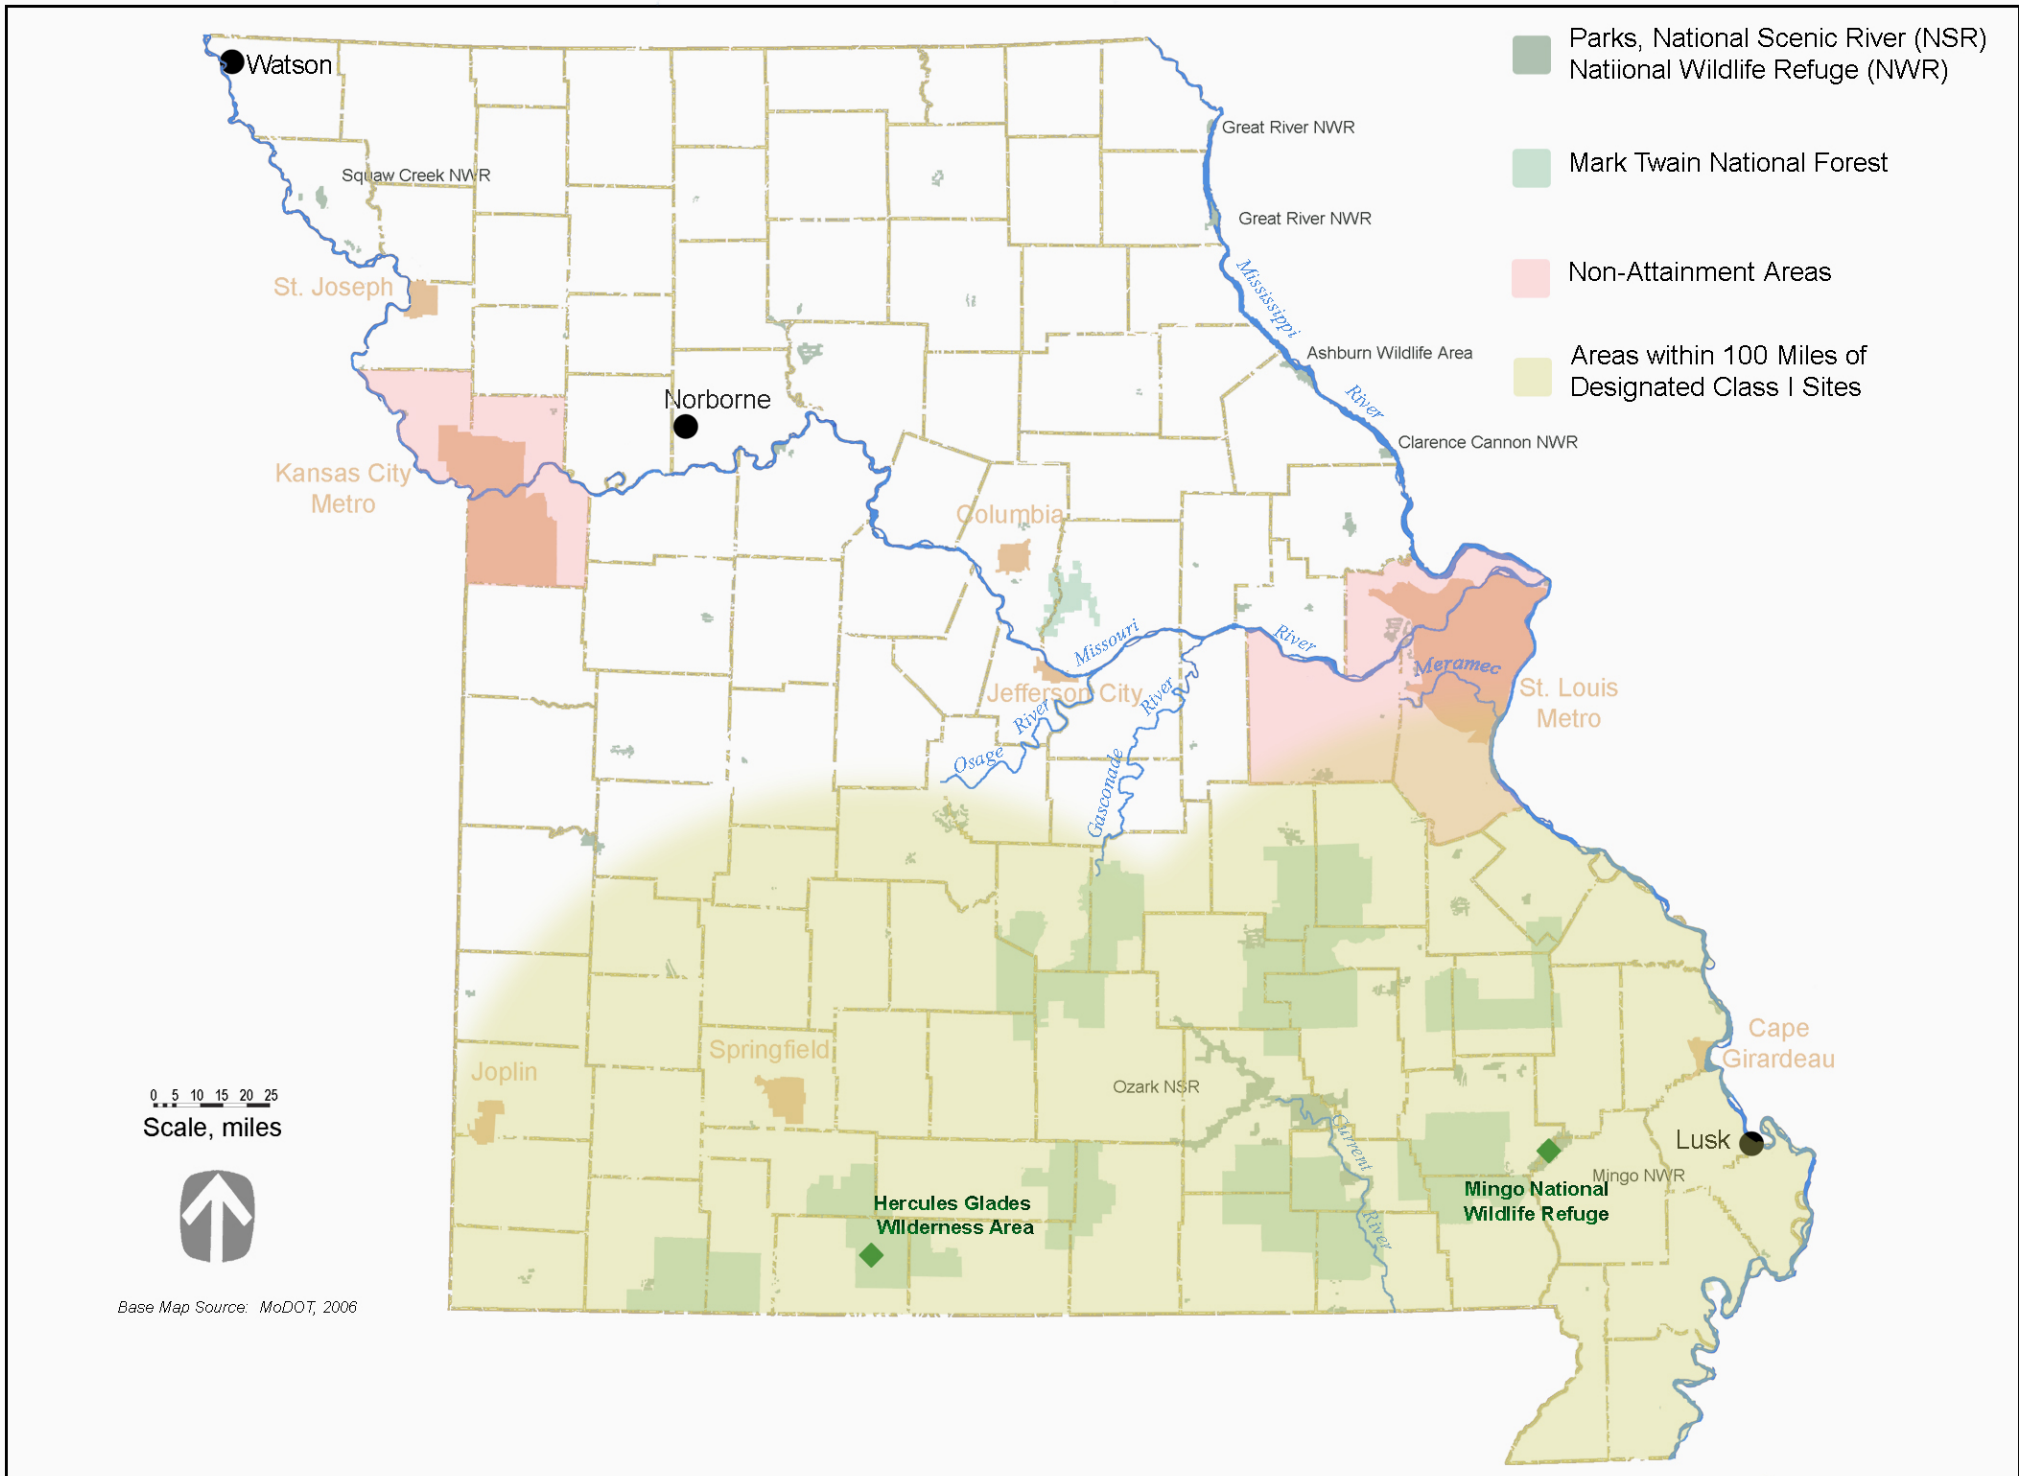 Parks, National Scenic River (NSR)
Natiional Wildlife Refuge (NWR)
Mark Twain National Forest
Non-Attainment Areas
Areas within 100 Miles of
Designated Class I Sites
Watson
Great River NWR
Squaw Creek NWR
Great River NWR
Mississippi
River
St. Joseph
Ashburn Wildlife Area
Norborne
Clarence Cannon NWR
Kansas City
Metro
Columbia
Missouri
River
Meramec
Jefferson City
St. Louis
Metro
Osage
River
Gasconade
River
Cape
Girardeau
Springfield
Joplin
Ozark NSR
Current
River
Lusk
Mingo NWR
Mingo National
Wildlife Refuge
Hercules Glades
WIlderness Area
0 5 10 15 20 25
Scale, miles
Base Map Source: MoDOT, 2006